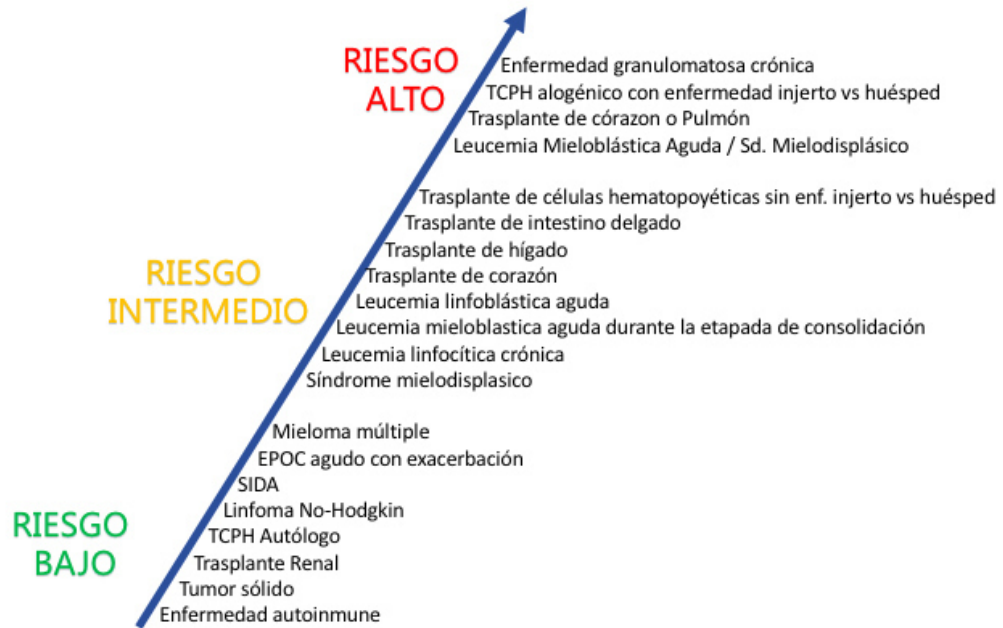 RIESGO
ALTO
Enfermedad granulomatosa crónica
TCPH alogénico con enfermedad injerto vs huésped
Trasplante de córazon o Pulmón
Leucemia Mieloblástica Aguda / Sd. Mielodisplásico
Trasplante de células hematopoyéticas sin enf. injerto vs huésped
Trasplante de intestino delgado
Trasplante de hígado
Trasplante de corazón
RIESGO
INTERMEDIO
Leucemia linfoblástica aguda
Leucemia mieloblastica aguda durante la etapada de consolidación
Leucemia linfocítica crónica
Síndrome mielodisplasico
Mieloma múltiple
EPOC agudo con exacerbación
SIDA
Linfoma No-Hodgkin
RIESGO
BAJO
TCPH Autólogo
Trasplante Renal
Tumor sólido
Enfermedad autoinmune